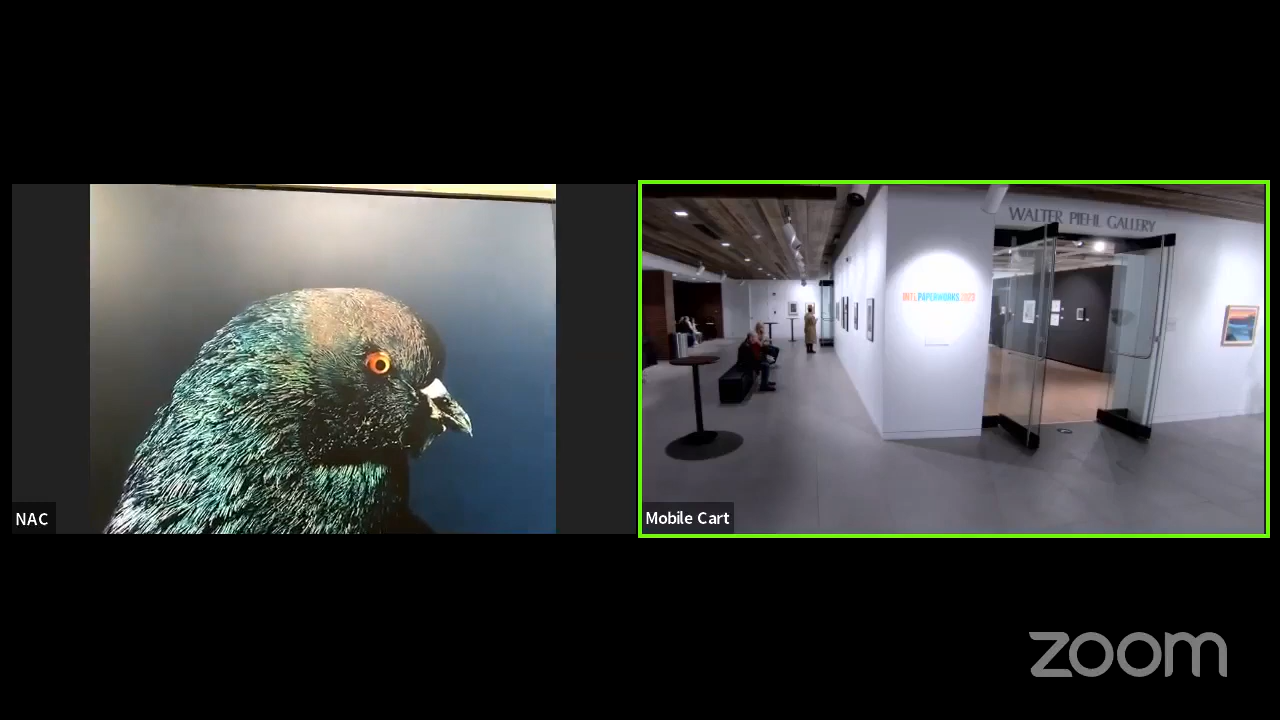 WALTER PIEHL GALLERY
INTL PAPERWORKS 2023
NAC
Mobile Cart
zoom